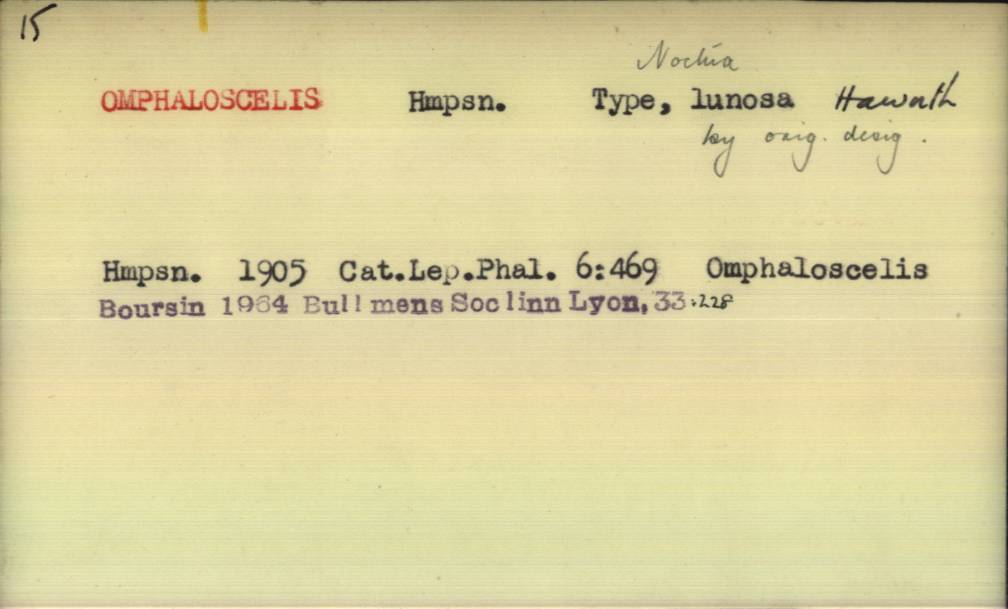 15
Noctua
OMPHALOSCELIS Hmpsn. Type, lunosa Haworth
by orig. desig.
Hmpsn. 1905 Cat.Lep.Phal. 6:469 Omphaloscelis
Boursin 1964 Bull mens Soc linn Lyon, 33:228